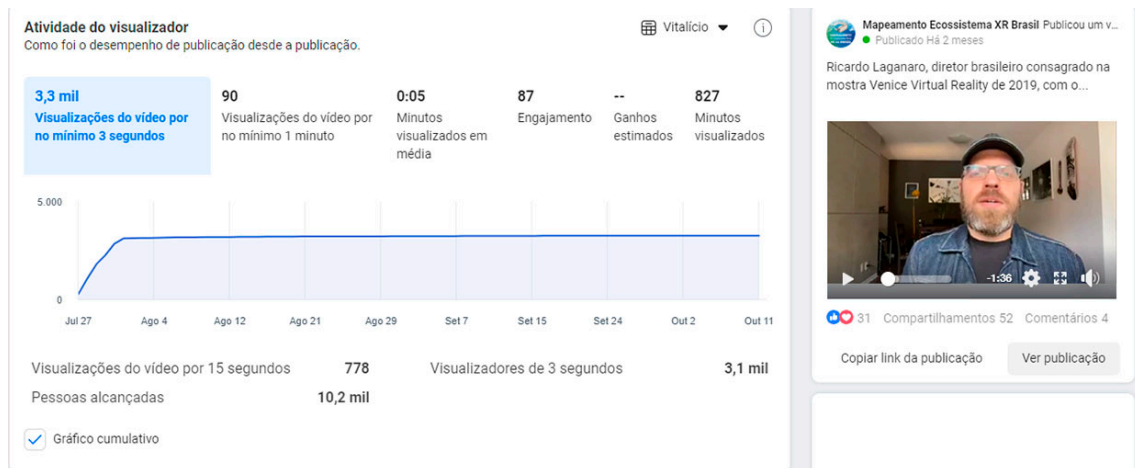 Atividade do visualizador
Como foi o desempenho de publicação desde a publicação.
Vitalício
3,3 mil
Visualizações do vídeo por
no mínimo 3 segundos
90
Visualizações do vídeo por
no mínimo 1 minuto
0:05
Minutos
visualizados em
média
87
Engajamento
--
Ganhos
estimados
827
Minutos
visualizados
5.000
0
Jul 27
Ago 4
Ago 12
Ago 21
Ago 29
Set 7
Set 15
Set 24
Out 2
Out 11
Visualizações do vídeo por 15 segundos 778
Visualizadores de 3 segundos 3,1 mil
Pessoas alcançadas 10,2 mil
Gráfico cumulativo
Mapeamento Ecossistema XR Brasil Publicou um v...
Publicado Há 2 meses
Ricardo Laganaro, diretor brasileiro consagrado na
mostra Venice Virtual Reality de 2019, com o...
-1:36
31 Compartilhamentos 52 Comentários 4
Copiar link da publicação
Ver publicação